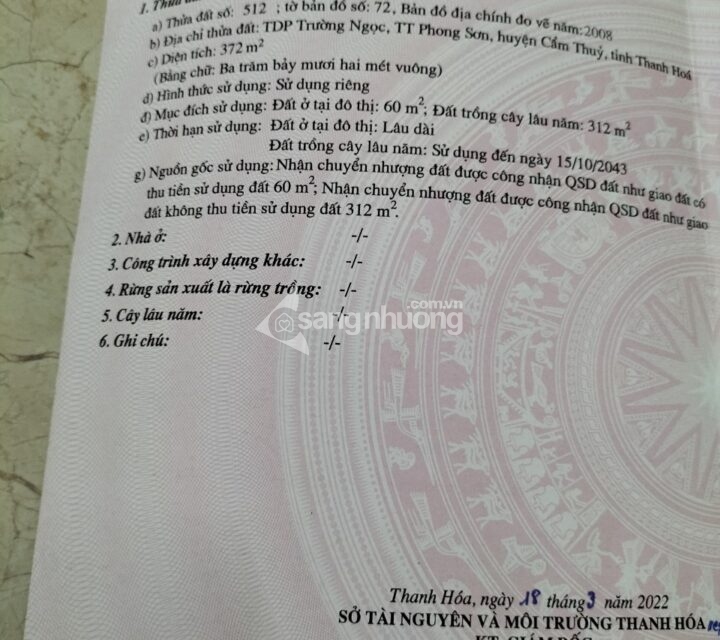 1. Thửa
a) Thửa đất số: 512 ; tờ bản đồ số: 72, Bản đồ địa chính đo vẽ năm:2008
b) Địa chỉ thửa đất: TDP Trường Ngọc, TT Phong Sơn, huyện Cẩm Thuỷ, tỉnh Thanh Hoá
c) Diện tích: 372 m²
(Bằng chữ: Ba trăm bảy mươi hai mét vuông)
d) Hình thức sử dụng: Sử dụng riêng
đ) Mục đích sử dụng: Đất ở tại đô thị: 60 m²; Đất trồng cây lâu năm: 312 m²
e) Thời hạn sử dụng: Đất ở tại đô thị: Lâu dài
Đất trồng cây lâu năm: Sử dụng đến ngày 15/10/2043
g) Nguồn gốc sử dụng: Nhận chuyển nhượng đất được công nhận QSD đất như giao đất có
thu tiền sử dụng đất 60 m²; Nhận chuyển nhượng đất được công nhận QSD đất như giao
đất không thu tiền sử dụng đất 312 m².
2. Nhà ở: -/-
3. Công trình xây dựng khác: -/-
4. Rừng sản xuất là rừng trồng: -/-
5. Cây lâu năm: -/-
6. Ghi chú: -/-
sangnhuong
.com.vn
Thanh Hóa, ngày 18 tháng 3 năm 2022
SỞ TÀI NGUYÊN VÀ MÔI TRƯỜNG THANH HÓA
KT. GIÁM ĐỐC